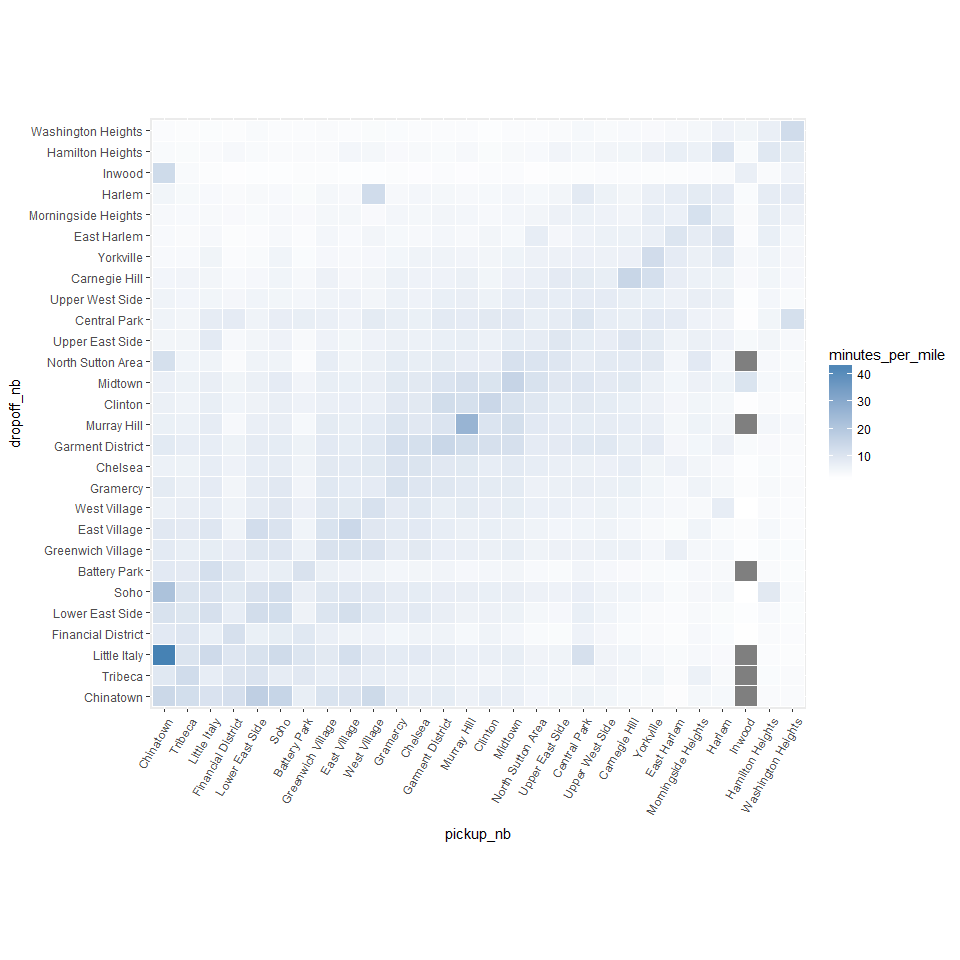 Washington Heights
Hamilton Heights
Inwood
Harlem
Morningside Heights
East Harlem
Yorkville
Carnegie Hill
Upper West Side
Central Park
Upper East Side
North Sutton Area
Midtown
Clinton
Murray Hill
Garment District
Chelsea
Gramercy
West Village
East Village
Greenwich Village
Battery Park
Soho
Lower East Side
Financial District
Little Italy
Tribeca
Chinatown
dropoff_nb
Chinatown
Tribeca
Little Italy
Financial District
Lower East Side
Soho
Battery Park
Greenwich Village
East Village
West Village
Gramercy
Chelsea
Garment District
Murray Hill
Clinton
Midtown
North Sutton Area
Upper East Side
Central Park
Upper West Side
Carnegie Hill
Yorkville
East Harlem
Morningside Heights
Harlem
Inwood
Hamilton Heights
Washington Heights
pickup_nb
minutes_per_mile
40
30
20
10